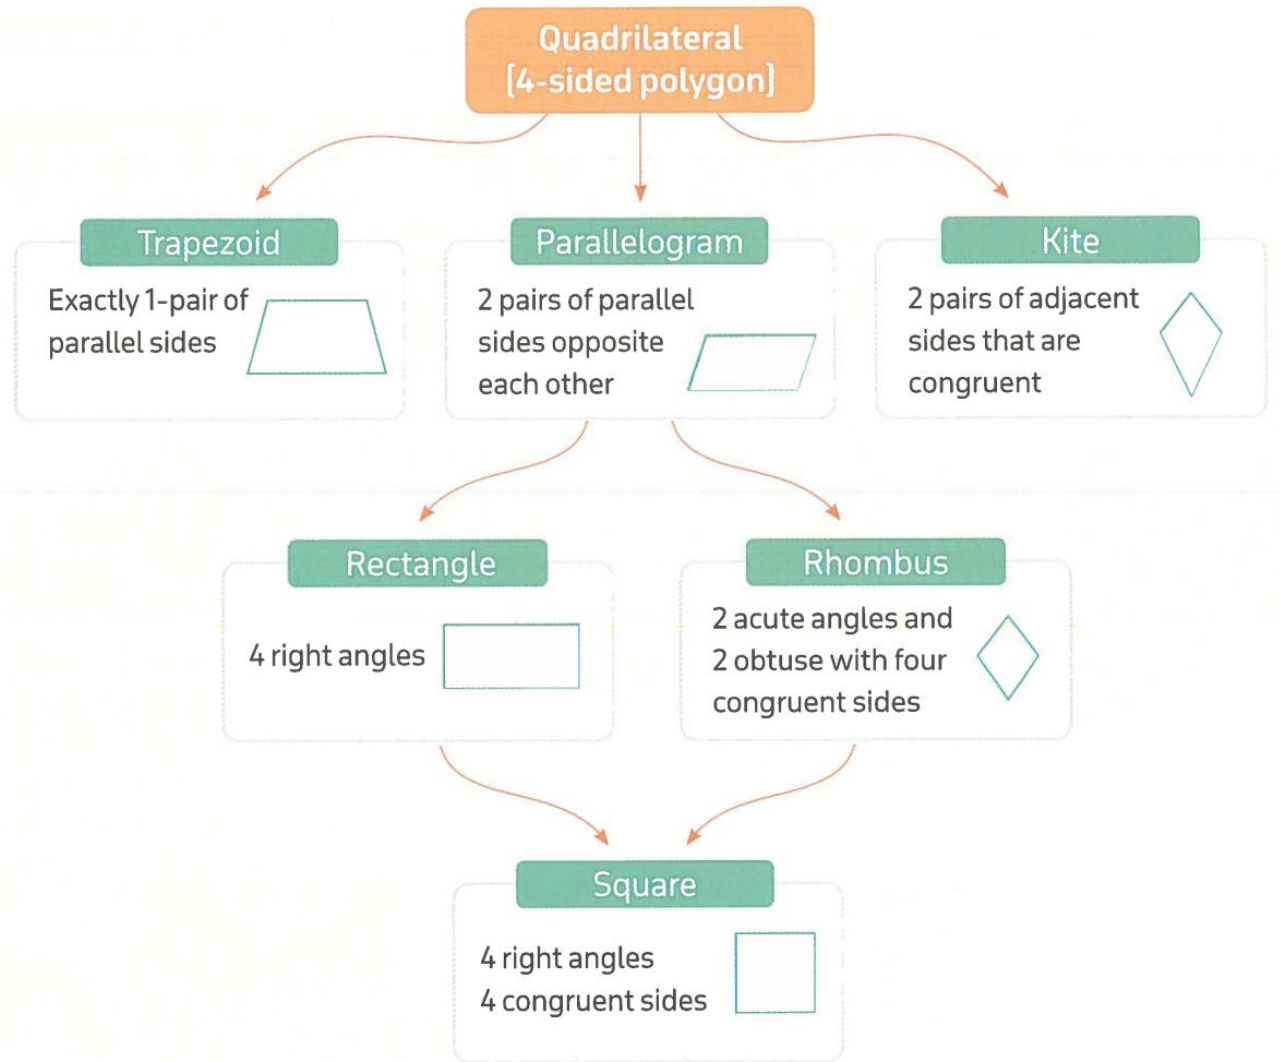 Quadrilateral
(4-sided polygon)
Trapezoid
Exactly 1-pair of
parallel sides
Parallelogram
2 pairs of parallel
sides opposite
each other
Kite
2 pairs of adjacent
sides that are
congruent
Rectangle
4 right angles
Rhombus
2 acute angles and
2 obtuse with four
congruent sides
Square
4 right angles
4 congruent sides